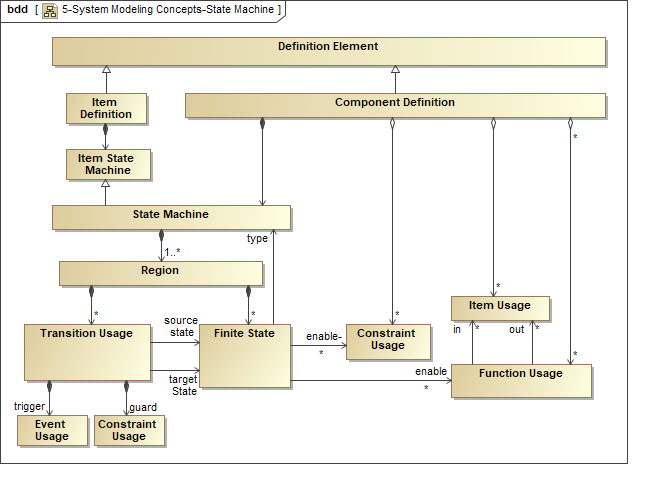 bdd [ 5-System Modeling Concepts-State Machine ]
Definition Element
Item
Definition
Component Definition
*
Item State
Machine
State Machine
type
1..*
Region
*
*
*
*
*
Item Usage
in
*
out
*
Transition Usage
source
state
Finite State
enable-
*
Constraint
Usage
target
State
enable
*
Function Usage
trigger
guard
Event
Usage
Constraint
Usage